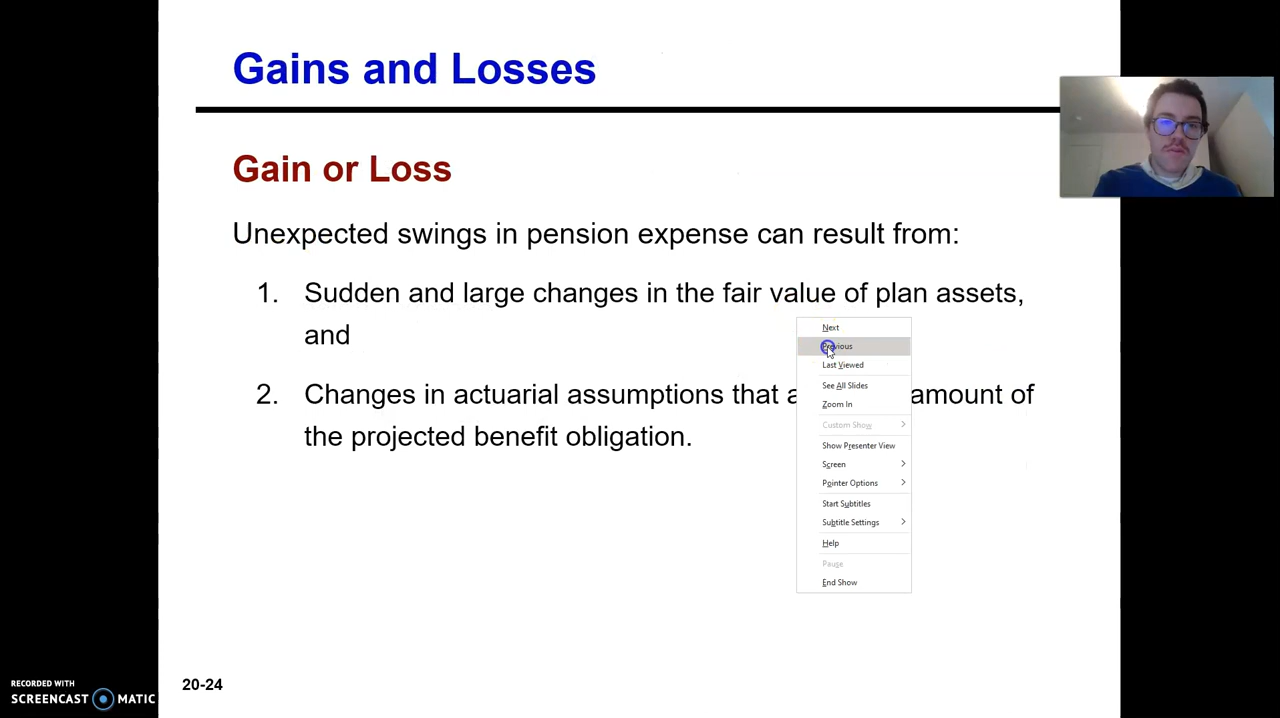 Gains and Losses
Gain or Loss
Unexpected swings in pension expense can result from:
1. Sudden and large changes in the fair value of plan assets,
and
2. Changes in actuarial assumptions that a amount of
the projected benefit obligation.
Next
Previous
Last Viewed
See All Slides
Zoom In
Custom Show
Show Presenter View
Screen
Pointer Options
Start Subtitles
Subtitle Settings
Help
Pause
End Show
20-24
RECORDED WITH
SCREENCAST MATIC